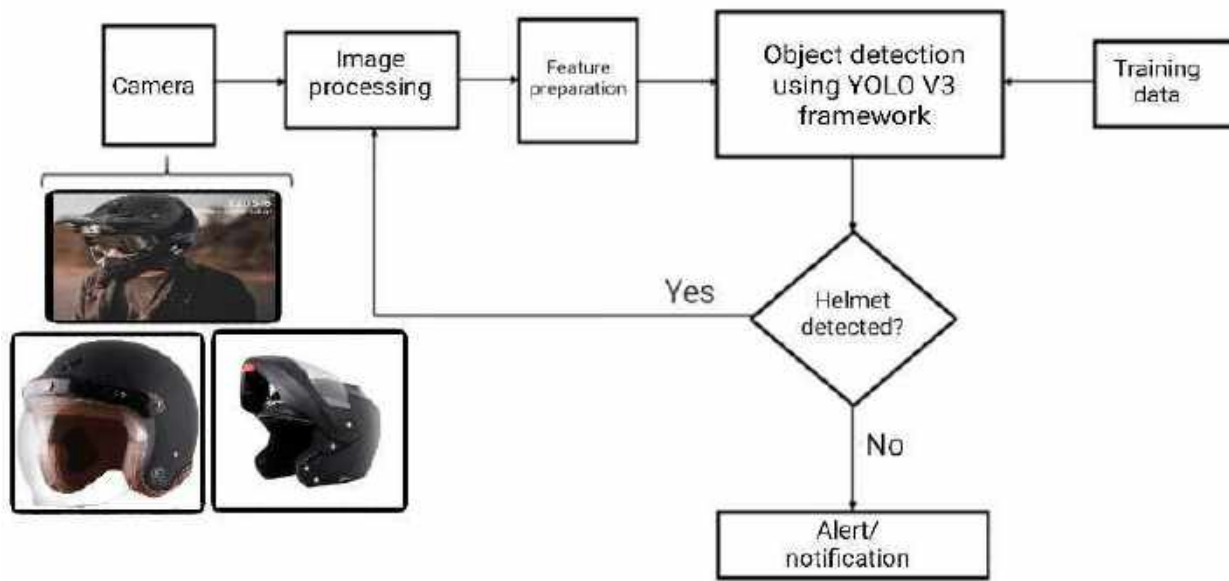 Camera
Image
processing
Feature
preparation
Object detection
using YOLO V3
framework
Training
data
Yes
Helmet
detected?
No
Alert/
notification